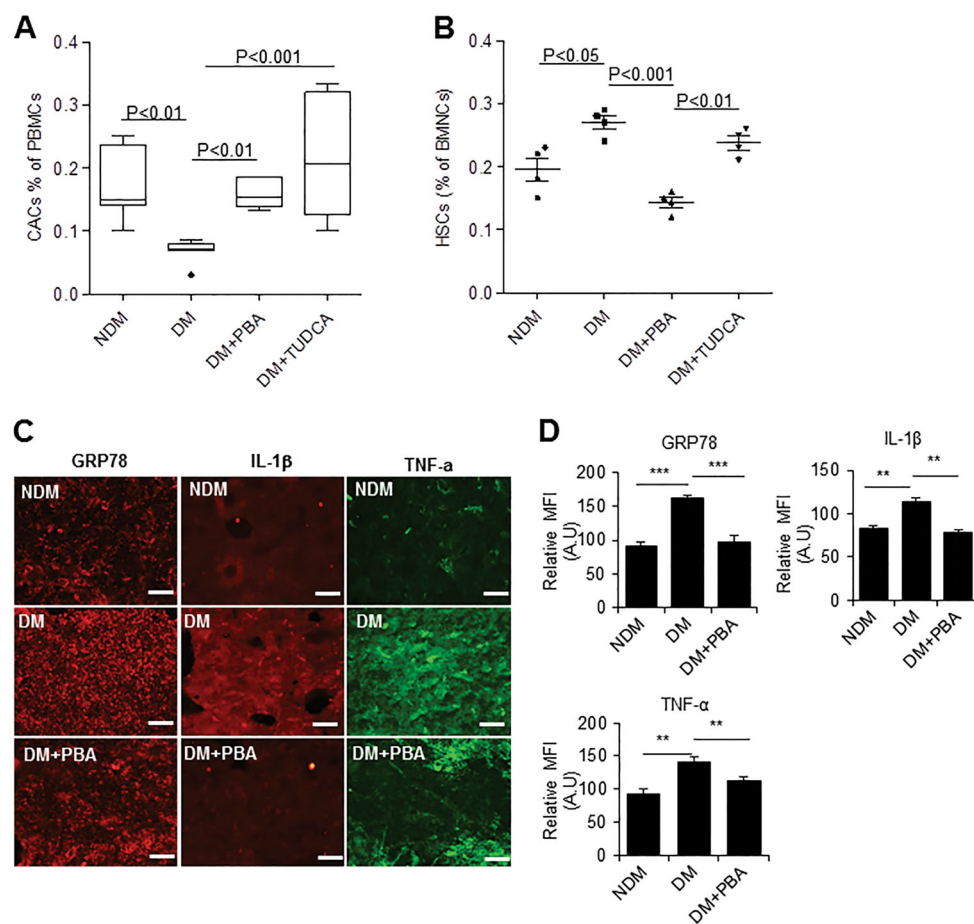 A
CACs % of PBMCs
0.4
0.3
0.2
0.1
0.0
P<0.001
P<0.01
P<0.01
NDM
DM
DM+PBA
DM+TUDCA
B
HSCs (% of BMNCs)
0.4
0.3
0.2
0.1
0.0
P<0.05
P<0.001
P<0.01
NDM
DM
DM+PBA
DM+TUDCA
C
GRP78 IL-1β TNF-a
NDM NDM NDM
DM DM DM
DM+PBA DM+PBA DM+PBA
D
GRP78
Relative MFI
(A.U)
200
150
100
50
0
*** ***
NDM
DM
DM+PBA
IL-1β
Relative MFI
(A.U)
150
100
50
0
** **
NDM
DM
DM+PBA
TNF-α
Relative MFI
(A.U)
200
150
100
50
0
** **
NDM
DM
DM+PBA